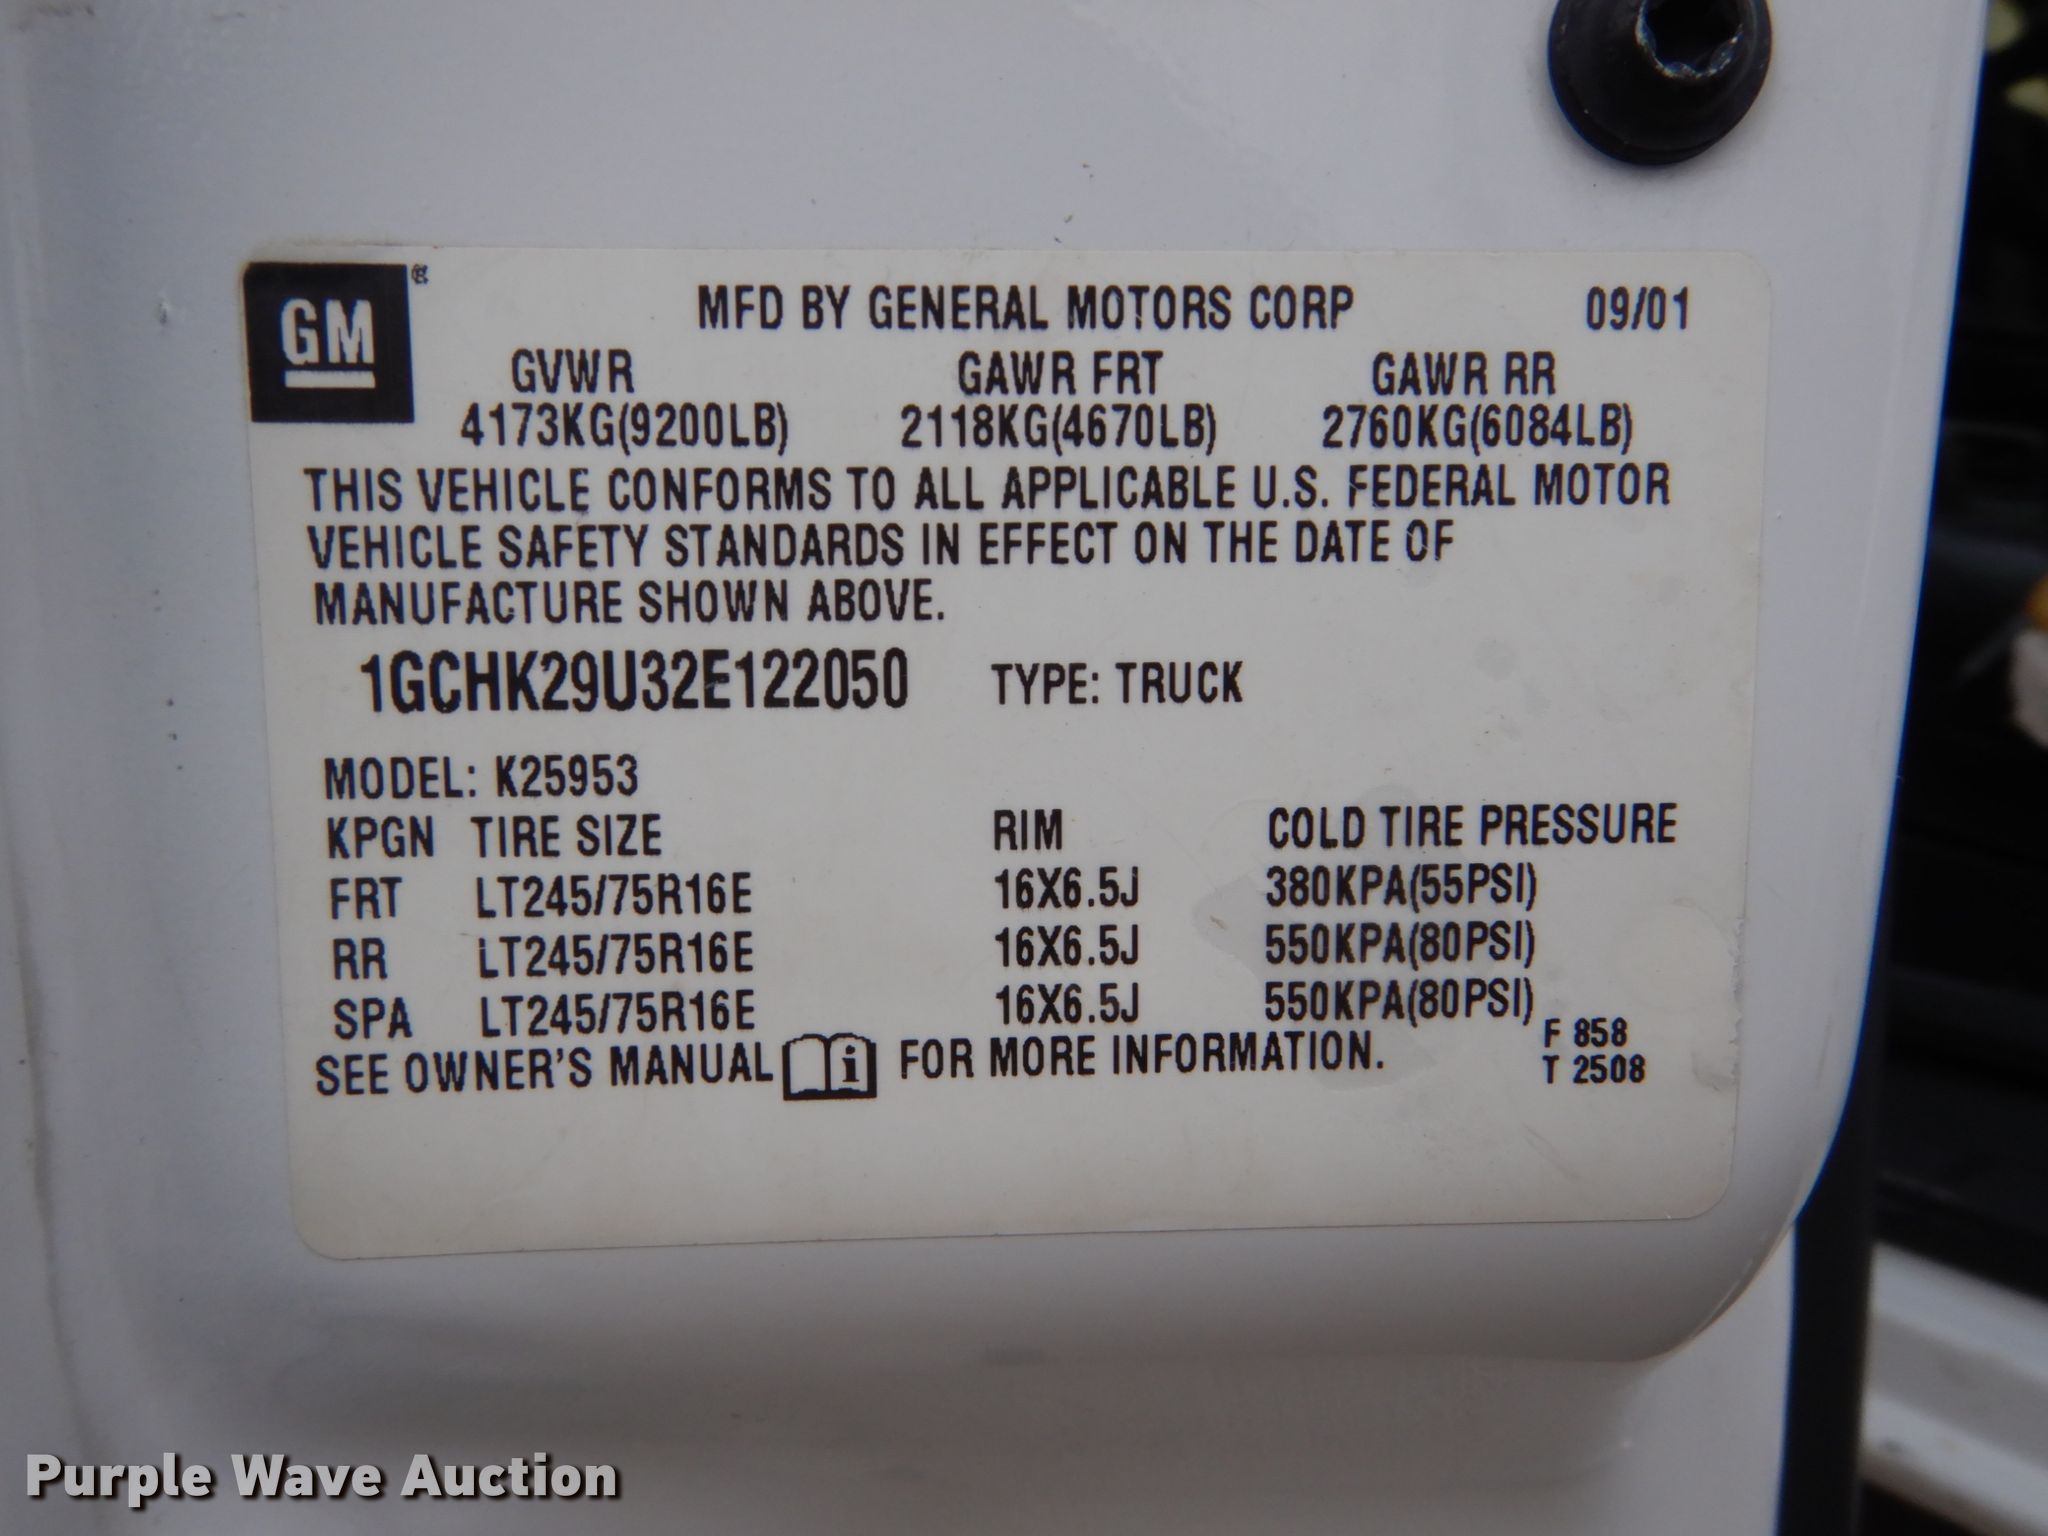 GM®
MFD BY GENERAL MOTORS CORP 09/01
GVWR GAWR FRT GAWR RR
4173KG(9200LB) 2118KG(4670LB) 2760KG(6084LB)
THIS VEHICLE CONFORMS TO ALL APPLICABLE U.S. FEDERAL MOTOR
VEHICLE SAFETY STANDARDS IN EFFECT ON THE DATE OF
MANUFACTURE SHOWN ABOVE.
1GCHK29U32E122050 TYPE: TRUCK
MODEL: K25953
KPGN TIRE SIZE RIM COLD TIRE PRESSURE
FRT LT245/75R16E 16X6.5J 380KPA(55PSI)
RR LT245/75R16E 16X6.5J 550KPA(80PSI)
SPA LT245/75R16E 16X6.5J 550KPA(80PSI)
SEE OWNER'S MANUAL i FOR MORE INFORMATION.
F 858
T 2508
Purple Wave Auction